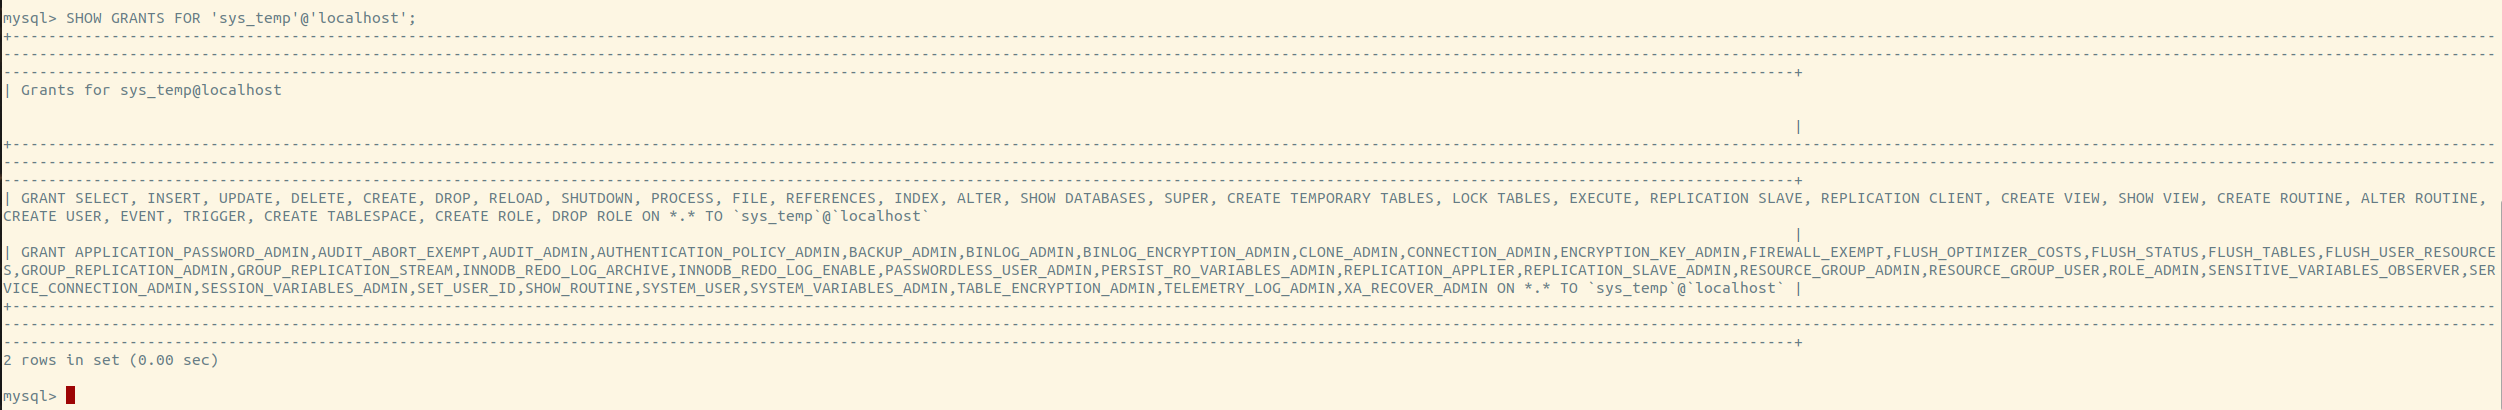 mysql> SHOW GRANTS FOR 'sys_temp'@'localhost';
| Grants for sys_temp@localhost
|
| GRANT SELECT, INSERT, UPDATE, DELETE, CREATE, DROP, RELOAD, SHUTDOWN, PROCESS, FILE, REFERENCES, INDEX, ALTER, SHOW DATABASES, SUPER, CREATE TEMPORARY TABLES, LOCK TABLES, EXECUTE, REPLICATION SLAVE, REPLICATION CLIENT, CREATE VIEW, SHOW VIEW, CREATE ROUTINE, ALTER ROUTINE,
CREATE USER, EVENT, TRIGGER, CREATE TABLESPACE, CREATE ROLE, DROP ROLE ON *.* TO `sys_temp`@`localhost`
|
| GRANT APPLICATION_PASSWORD_ADMIN,AUDIT_ABORT_EXEMPT,AUDIT_ADMIN,AUTHENTICATION_POLICY_ADMIN,BACKUP_ADMIN,BINLOG_ADMIN,BINLOG_ENCRYPTION_ADMIN,CLONE_ADMIN,CONNECTION_ADMIN,ENCRYPTION_KEY_ADMIN,FIREWALL_EXEMPT,FLUSH_OPTIMIZER_COSTS,FLUSH_STATUS,FLUSH_TABLES,FLUSH_USER_RESOURCE
S,GROUP_REPLICATION_ADMIN,GROUP_REPLICATION_STREAM,INNODB_REDO_LOG_ARCHIVE,INNODB_REDO_LOG_ENABLE,PASSWORDLESS_USER_ADMIN,PERSIST_RO_VARIABLES_ADMIN,REPLICATION_APPLIER,REPLICATION_SLAVE_ADMIN,RESOURCE_GROUP_ADMIN,RESOURCE_GROUP_USER,ROLE_ADMIN,SENSITIVE_VARIABLES_OBSERVER,SER
VICE_CONNECTION_ADMIN,SESSION_VARIABLES_ADMIN,SET_USER_ID,SHOW_ROUTINE,SYSTEM_USER,SYSTEM_VARIABLES_ADMIN,TABLE_ENCRYPTION_ADMIN,TELEMETRY_LOG_ADMIN,XA_RECOVER_ADMIN ON *.* TO `sys_temp`@`localhost` |
2 rows in set (0.00 sec)
mysql>